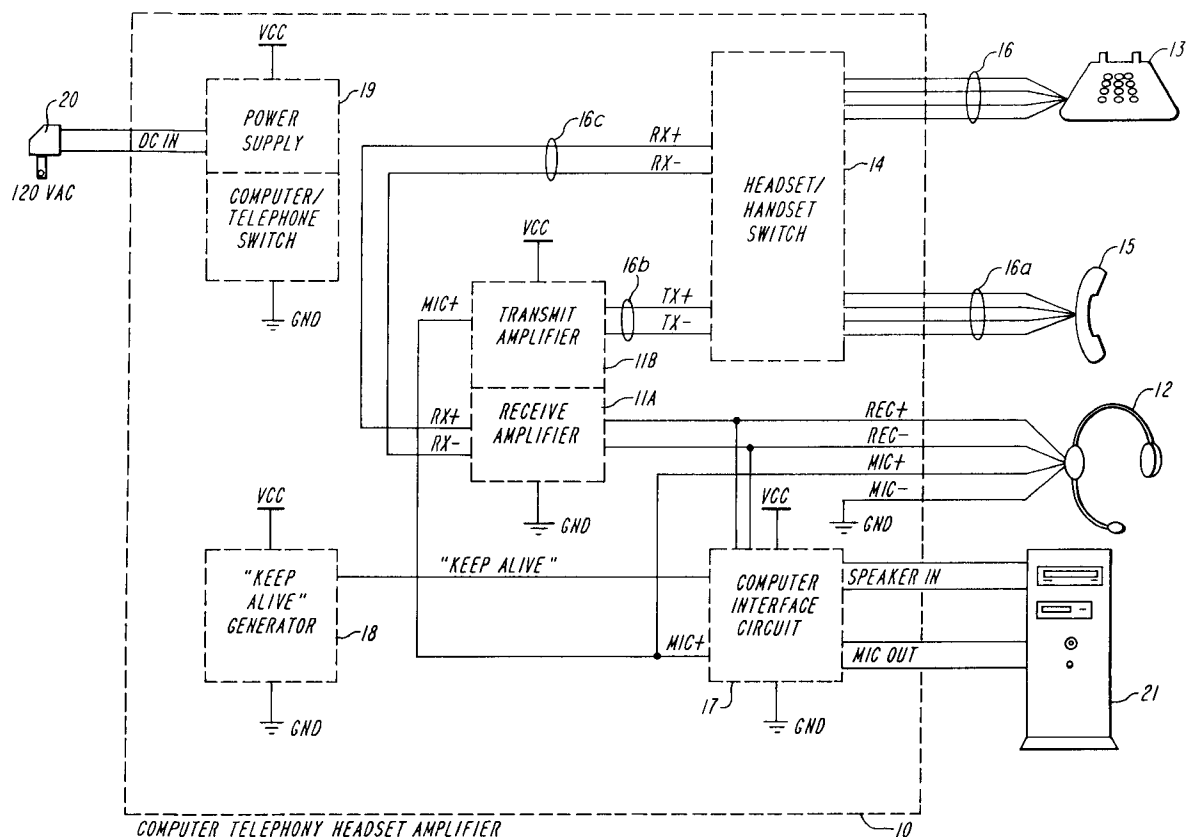 VCC
16
13
20
19
POWER
SUPPLY
DC IN
120 VAC
COMPUTER/
TELEPHONE
SWITCH
GND
16c
RX+
RX-
14
HEADSET/
HANDSET
SWITCH
VCC
16b
MIC+
TRANSMIT
AMPLIFIER
TX+
TX-
11B
16a
15
11A
RX+
RX-
RECEIVE
AMPLIFIER
REC+
REC-
MIC+
MIC-
12
GND
VCC
GND
VCC
"KEEP ALIVE"
"KEEP
ALIVE"
GENERATOR
18
COMPUTER
INTERFACE
CIRCUIT
SPEAKER IN
MIC+
MIC OUT
17
GND
GND
21
COMPUTER TELEPHONY HEADSET AMPLIFIER
10